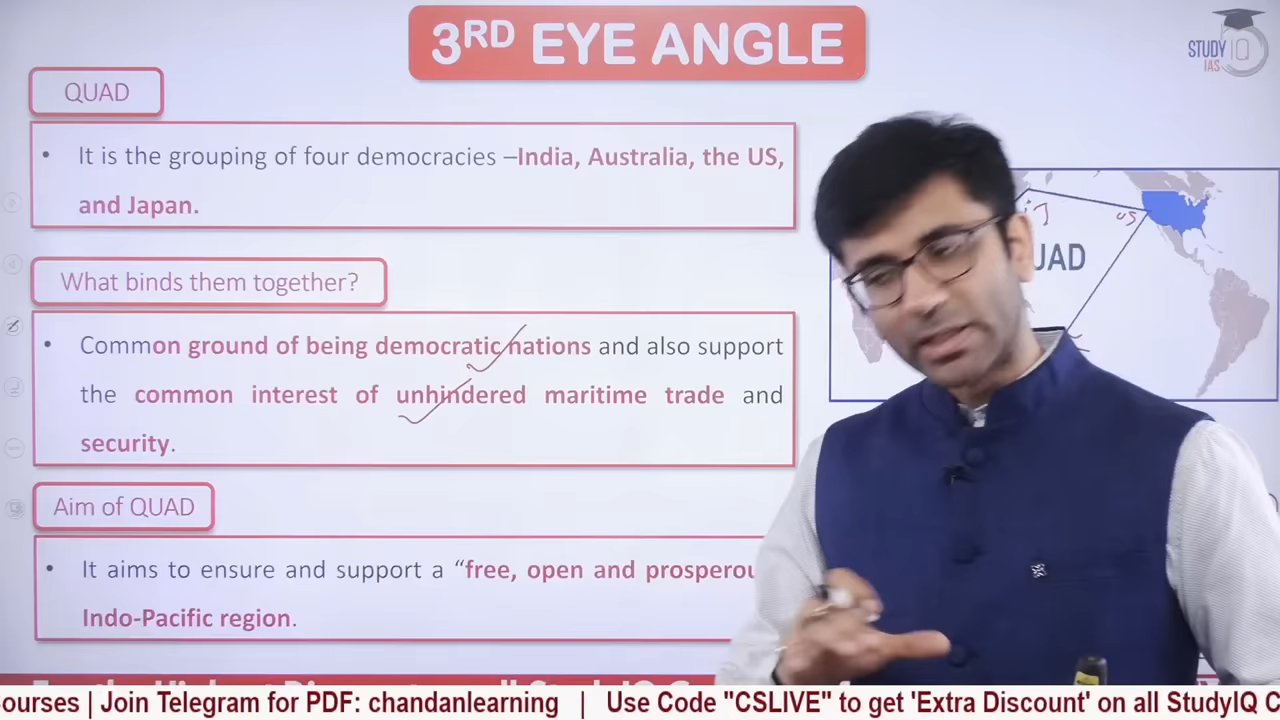 3RD EYE ANGLE
STUDY IQ
IAS
QUAD
• It is the grouping of four democracies –India, Australia, the US,
and Japan.
What binds them together?
• Common ground of being democratic nations and also support
the common interest of unhindered maritime trade and
security.
Aim of QUAD
• It aims to ensure and support a “free, open and
Indo-Pacific region.
US
ourses | Join Telegram for PDF: chandanlearning | Use Code "CSLIVE" to get 'Extra Discount' on all StudyIQ C